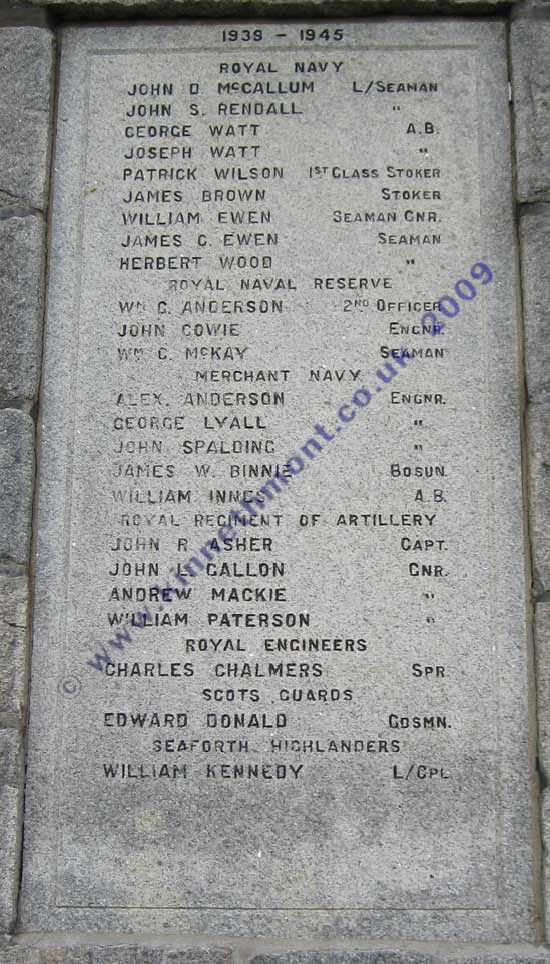 1939 - 1945
ROYAL NAVY
JOHN D. McCALLUM L/SEAMAN
JOHN S. RENDALL "
GEORGE WATT A.B.
JOSEPH WATT "
PATRICK WILSON 1ST CLASS STOKER
JAMES BROWN STOKER
WILLIAM EWEN SEAMAN GNR.
JAMES G. EWEN SEAMAN
HERBERT WOOD "
ROYAL NAVAL RESERVE
WM G. ANDERSON 2ND OFFICER
JOHN COWIE ENGNR.
WM G. McKAY SEAMAN
MERCHANT NAVY
ALEX. ANDERSON ENGNR.
GEORGE LYALL "
JOHN SPALDING "
JAMES W. BINNIE BOSUN.
WILLIAM INNES A.B.
ROYAL REGIMENT OF ARTILLERY
JOHN R. ASHER CAPT.
JOHN L. GALLON GNR.
ANDREW MACKIE "
WILLIAM PATERSON "
ROYAL ENGINEERS
CHARLES CHALMERS SPR.
SCOTS GUARDS
EDWARD DONALD GDSMN.
SEAFORTH HIGHLANDERS
WILLIAM KENNEDY L/CPL
© www.kinnethmont.co.uk 2009